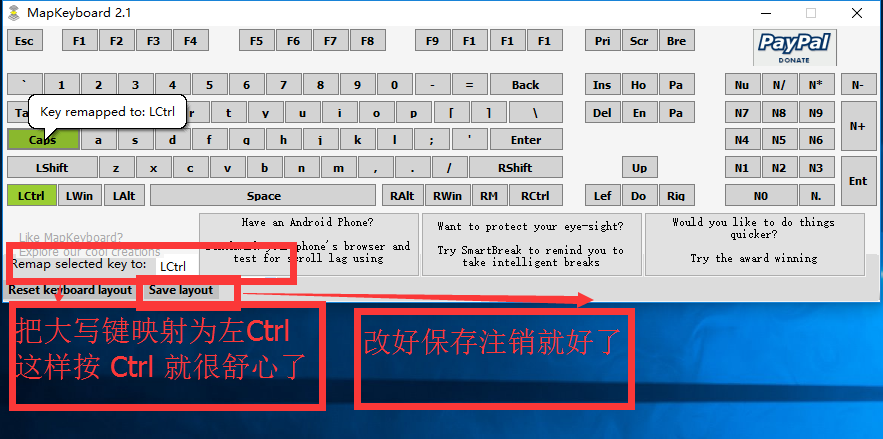 MapKeyboard 2.1
Esc F1 F2 F3 F4 F5 F6 F7 F8 F9 F1 F1 F1 Pri Scr Bre
PayPal
DONATE
` 1 2 3 4 5 6 7 8 9 0 - = Back Ins Ho Pa Nu N/ N* N-
Ta r t y u i o p [ ] \ Del En Pa N7 N8 N9 N+
Key remapped to: LCtrl
Caps a s d f g h j k l ; ' Enter N4 N5 N6
LShift z x c v b n m , . / RShift Up N1 N2 N3 Ent
LCtrl LWin LAlt Space RAlt RWin RM RCtrl Lef Do Rig N0 N.
Like MapKeyboard?
Explore our cool creations
Have an Android Phone?
phone's browser and
test for scroll lag using
Want to protect your eye-sight?
Try SmartBreak to remind you to
take intelligent breaks
Would you like to do things
quicker?
Try the award winning
Remap selected key to: LCtrl
Reset keyboard layout Save layout
把大写键映射为左Ctrl
这样按 Ctrl 就很舒心了
改好保存注销就好了